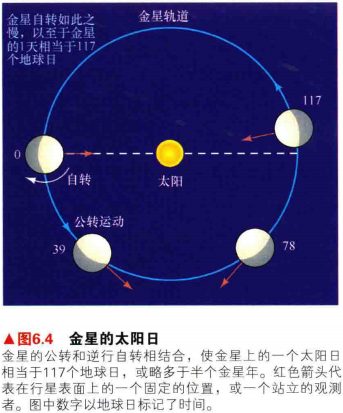 金星自转如此之
慢，以至于金星
的1天相当于117
个地球日
金星轨道
117
0
自转
太阳
公转运动
39
78
▲图6.4 金星的太阳日
金星的公转和逆行自转相结合，使金星上的一个太阳日
相当于117个地球日，或略多于半个金星年。红色箭头代
表在行星表面上的一个固定的位置，或一个站立的观测
者。图中数字以地球日标记了时间。